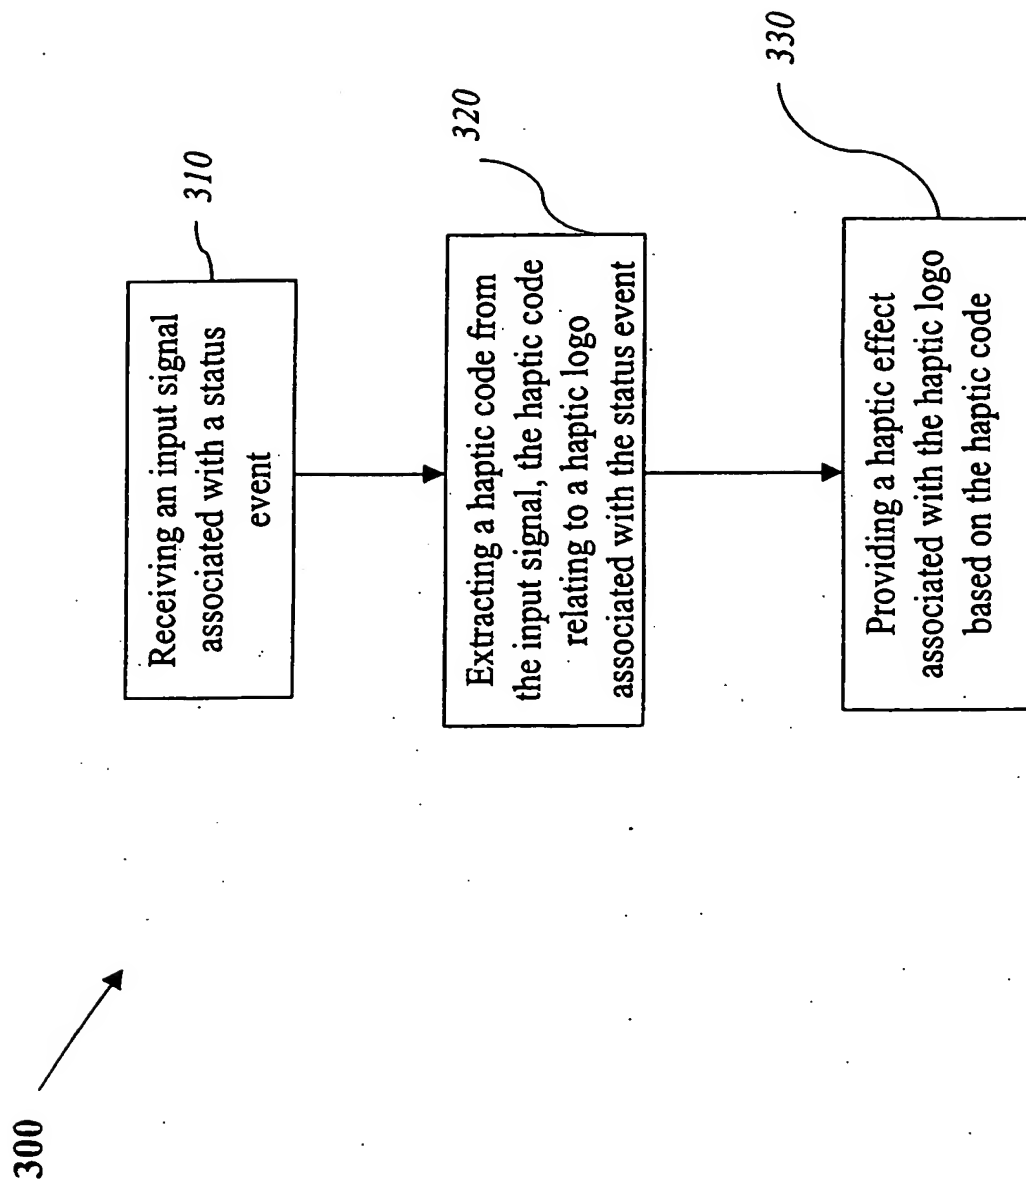 300
310
Receiving an input signal
associated with a status
event
320
Extracting a haptic code from
the input signal, the haptic code
relating to a haptic logo
associated with the status event
330
Providing a haptic effect
associated with the haptic logo
based on the haptic code